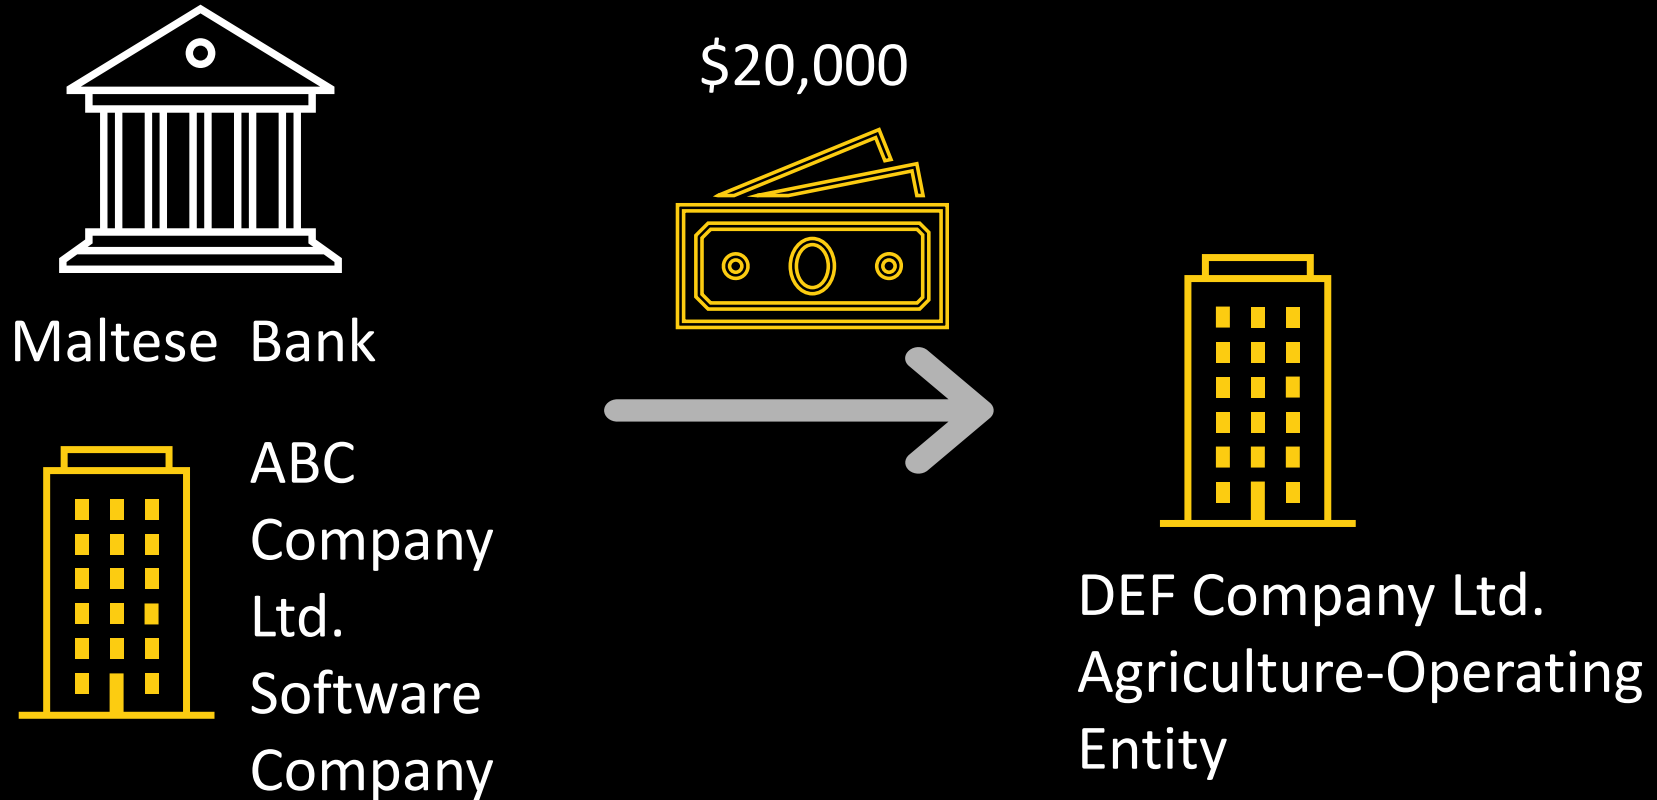 $20,000
Maltese Bank
ABC
Company
Ltd.
Software
Company
DEF Company Ltd.
Agriculture-Operating
Entity